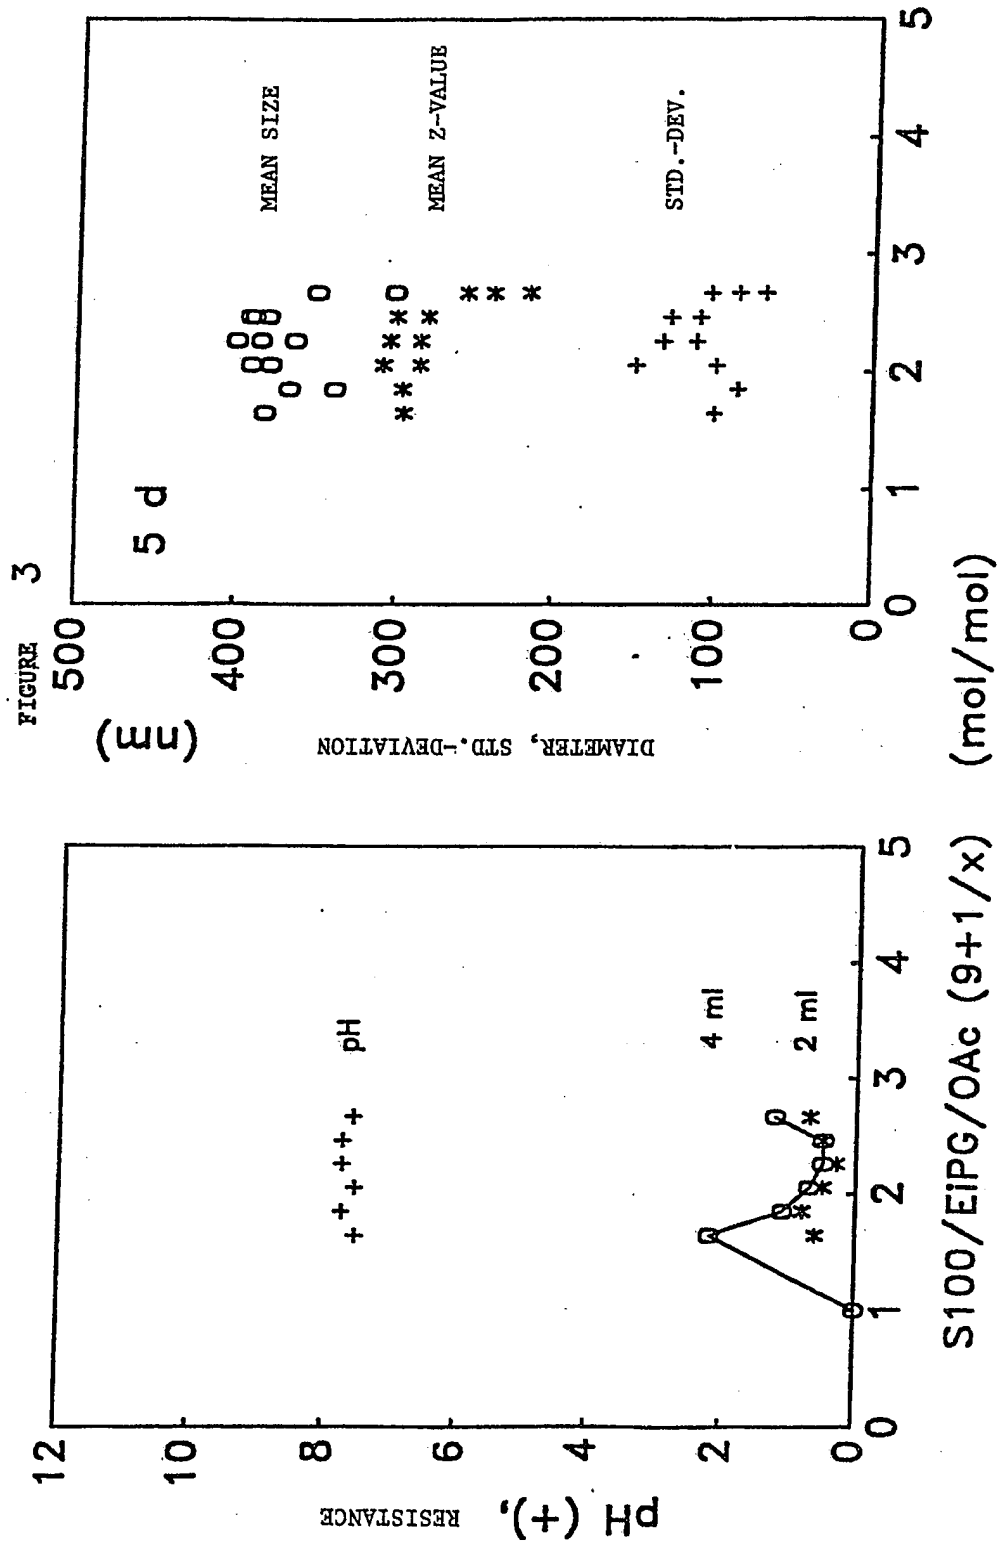 FIGURE 3
12
10
8
6
4
2
0
RESISTANCE
pH (+),
pH
4 ml
2 ml
0 1 2 3 4 5
500
400
300
200
100
0
(nm)
DIAMETER, STD.-DEVIATION
5 d
MEAN SIZE
MEAN Z-VALUE
STD.-DEV.
0 1 2 3 4 5
S100/EiPG/OAc (9+1/x) (mol/mol)